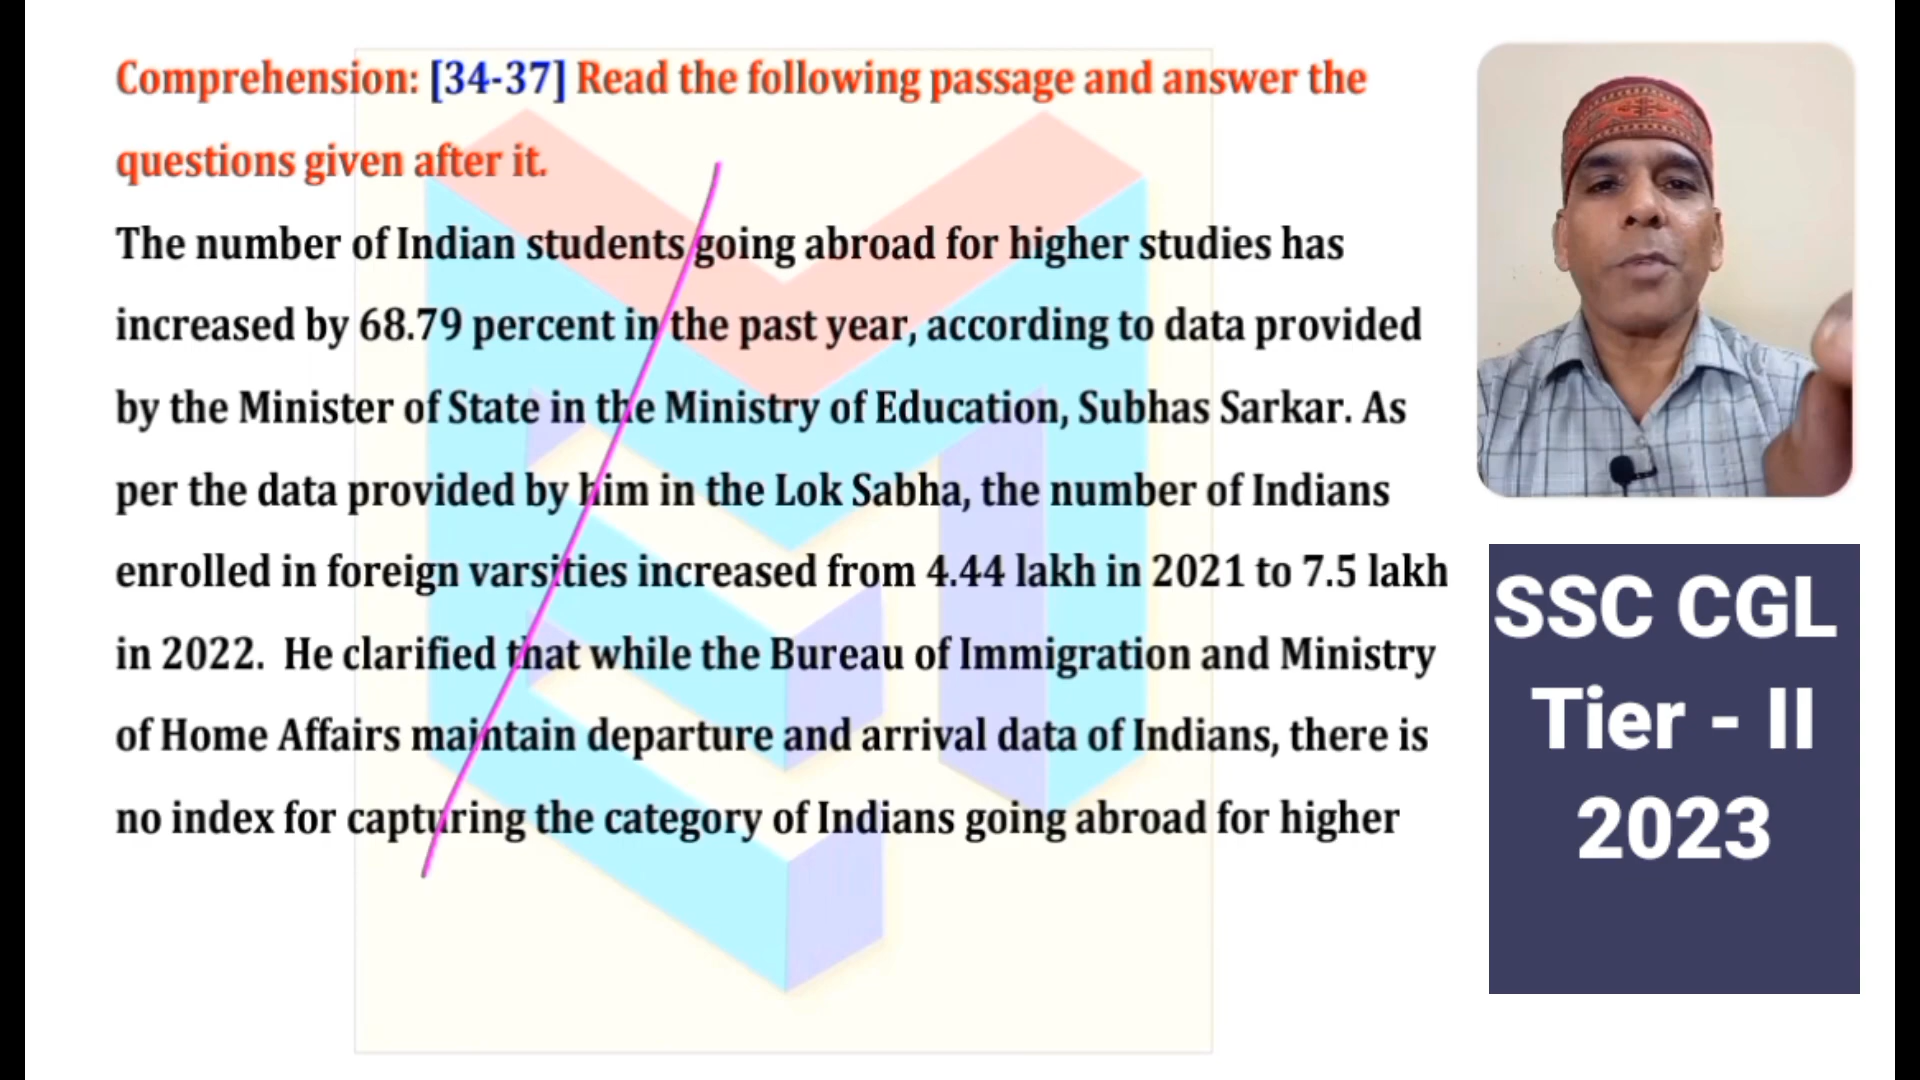 Comprehension: [34-37] Read the following passage and answer the
questions given after it.
The number of Indian students going abroad for higher studies has
increased by 68.79 percent in the past year, according to data provided
by the Minister of State in the Ministry of Education, Subhas Sarkar. As
per the data provided by him in the Lok Sabha, the number of Indians
enrolled in foreign varsities increased from 4.44 lakh in 2021 to 7.5 lakh
in 2022. He clarified that while the Bureau of Immigration and Ministry
of Home Affairs maintain departure and arrival data of Indians, there is
no index for capturing the category of Indians going abroad for higher
SSC CGL
Tier - II
2023